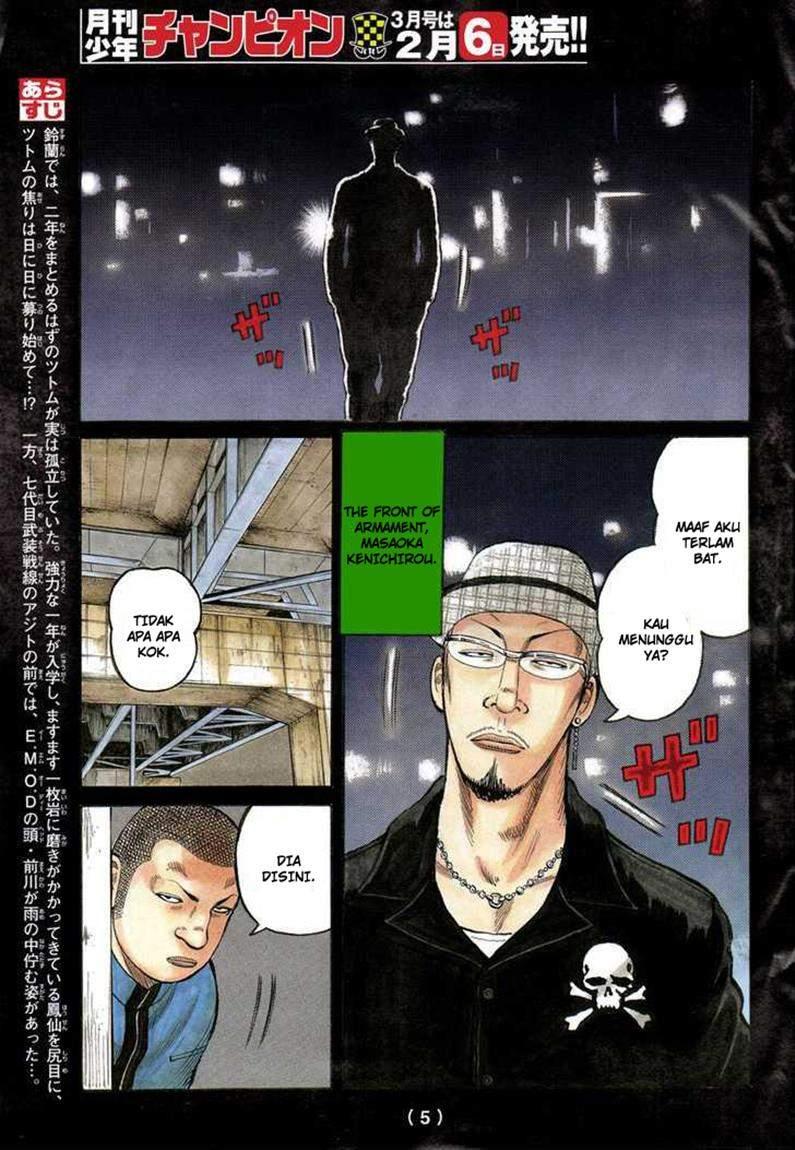 月刊
少年
チャンピオン
3月号は
2月6日発売!!
あら
すじ
鈴蘭では、二年をまとめるはずのツトムが実は孤立していた。強力な一年が入学し、ますます一枚岩に磨きがかかってきている鳳仙を尻目に、
ツトムの焦りは日に日に募り始めて…!? 一方、七代目武装戦線のアジトの前では、E.M.O.Dの頭・前川が雨の中佇む姿があった…。
ザッ
ザッ
MAAF AKU
TERLAM
BAT.
KAU
MENUNGGU
YA?
THE FRONT OF
ARMAMENT,
MASAOKA
KENICHIROU.
ザッ
TIDAK
APA APA
KOK.
DIA
DISINI.
(5)